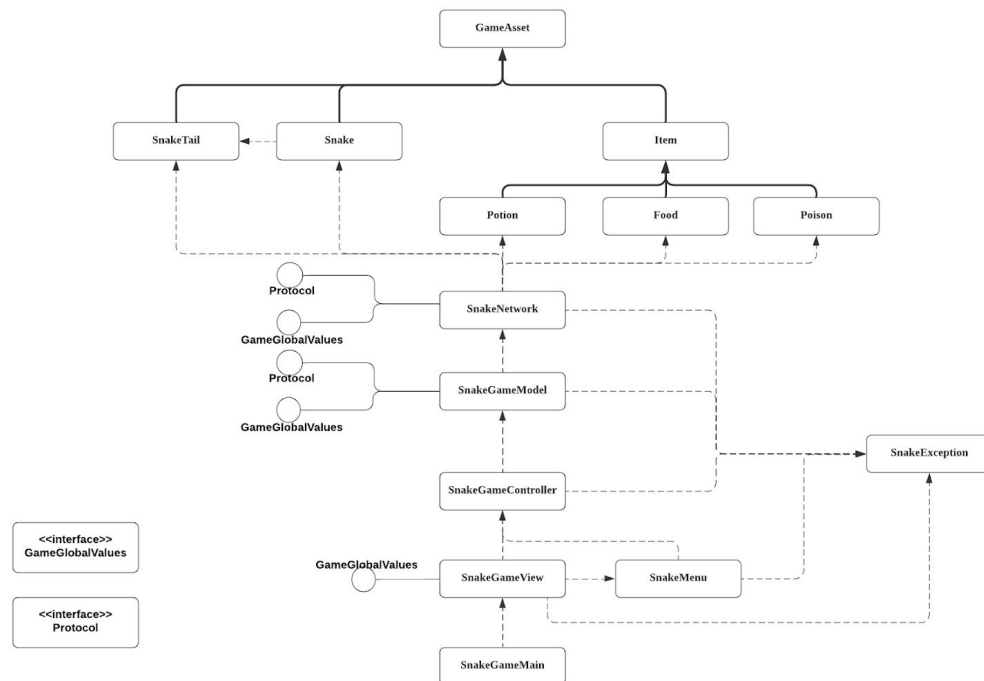 GameAsset
SnakeTail
Snake
Item
Potion
Food
Poison
Protocol
SnakeNetwork
GameGlobalValues
Protocol
SnakeGameModel
GameGlobalValues
SnakeException
SnakeGameController
<<interface>>
GameGlobalValues
GameGlobalValues
SnakeGameView
SnakeMenu
<<interface>>
Protocol
SnakeGameMain